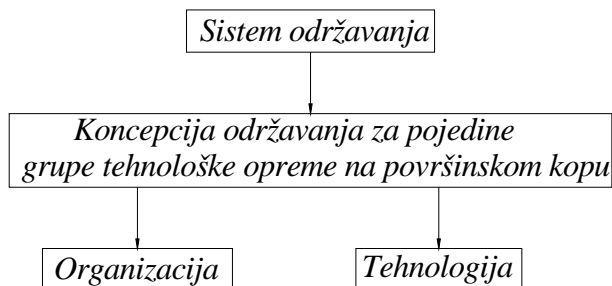 Sistem održavanja
Koncepcija održavanja za pojedine
grupe tehnološke opreme na površinskom kopu
Organizacija
Tehnologija